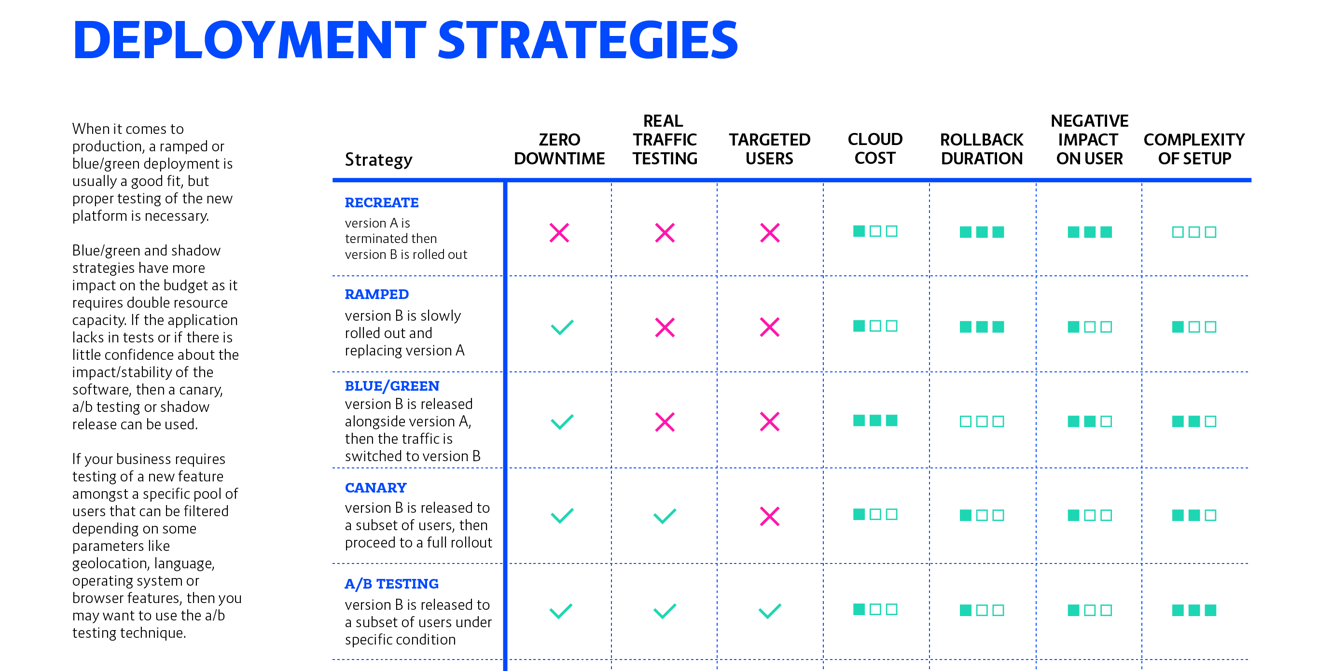 DEPLOYMENT STRATEGIES
When it comes to
production, a ramped or
blue/green deployment is
usually a good fit, but
proper testing of the new
platform is necessary.
Blue/green and shadow
strategies have more
impact on the budget as it
requires double resource
capacity. If the application
lacks in tests or if there is
little confidence about the
impact/stability of the
software, then a canary,
a/b testing or shadow
release can be used.
If your business requires
testing of a new feature
amongst a specific pool of
users that can be filtered
depending on some
parameters like
geolocation, language,
operating system or
browser features, then you
may want to use the a/b
testing technique.
Strategy
ZERO
DOWNTIME
REAL
TRAFFIC
TESTING
TARGETED
USERS
CLOUD
COST
ROLLBACK
DURATION
NEGATIVE
IMPACT
ON USER
COMPLEXITY
OF SETUP
RECREATE
version A is
terminated then
version B is rolled out
RAMPED
version B is slowly
rolled out and
replacing version A
BLUE/GREEN
version B is released
alongside version A,
then the traffic is
switched to version B
CANARY
version B is released to
a subset of users, then
proceed to a full rollout
A/B TESTING
version B is released to
a subset of users under
specific condition